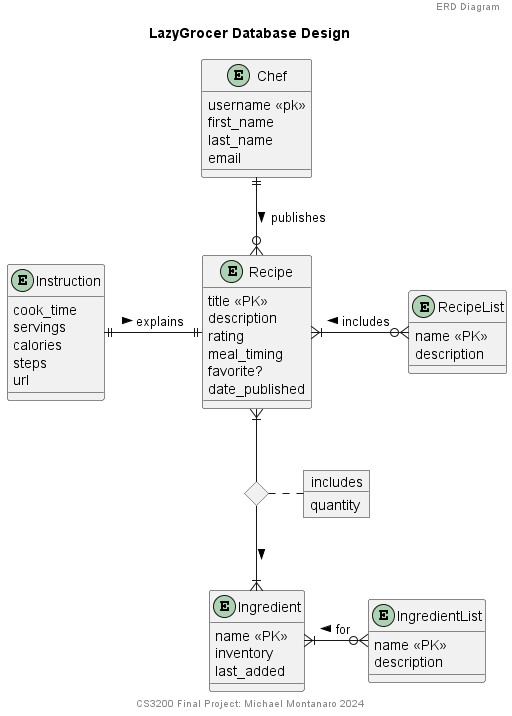 ERD Diagram
LazyGrocer Database Design
E Chef
username «pk»
first_name
last_name
email
publishes
E Recipe
title «PK»
description
rating
meal_timing
favorite?
date_published
E Instruction
cook_time
servings
calories
steps
url
explains
includes
E RecipeList
name «PK»
description
includes
quantity
E Ingredient
name «PK»
inventory
last_added
for
E IngredientList
name «PK»
description
CS3200 Final Project: Michael Montanaro 2024